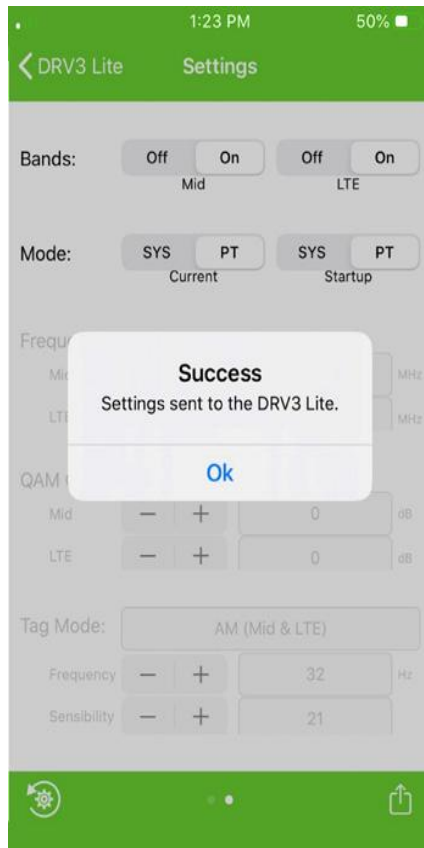 1:23 PM 50%
DRV3 Lite Settings
Bands: Off On Off On
Mid LTE
Mode: SYS PT SYS PT
Current Startup
Success
Settings sent to the DRV3 Lite.
Ok
MHz
LTE MHz
QAM
Mid − + 0 dB
LTE − + 0 dB
Tag Mode: AM (Mid & LTE)
Frequency − + 32 Hz
Sensibility − + 21